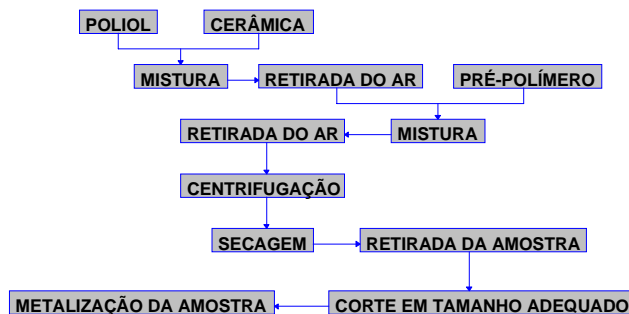 POLIOL
CERÂMICA
MISTURA
RETIRADA DO AR
PRÉ-POLÍMERO
RETIRADA DO AR
MISTURA
CENTRIFUGAÇÃO
SECAGEM
RETIRADA DA AMOSTRA
METALIZAÇÃO DA AMOSTRA
CORTE EM TAMANHO ADEQUADO